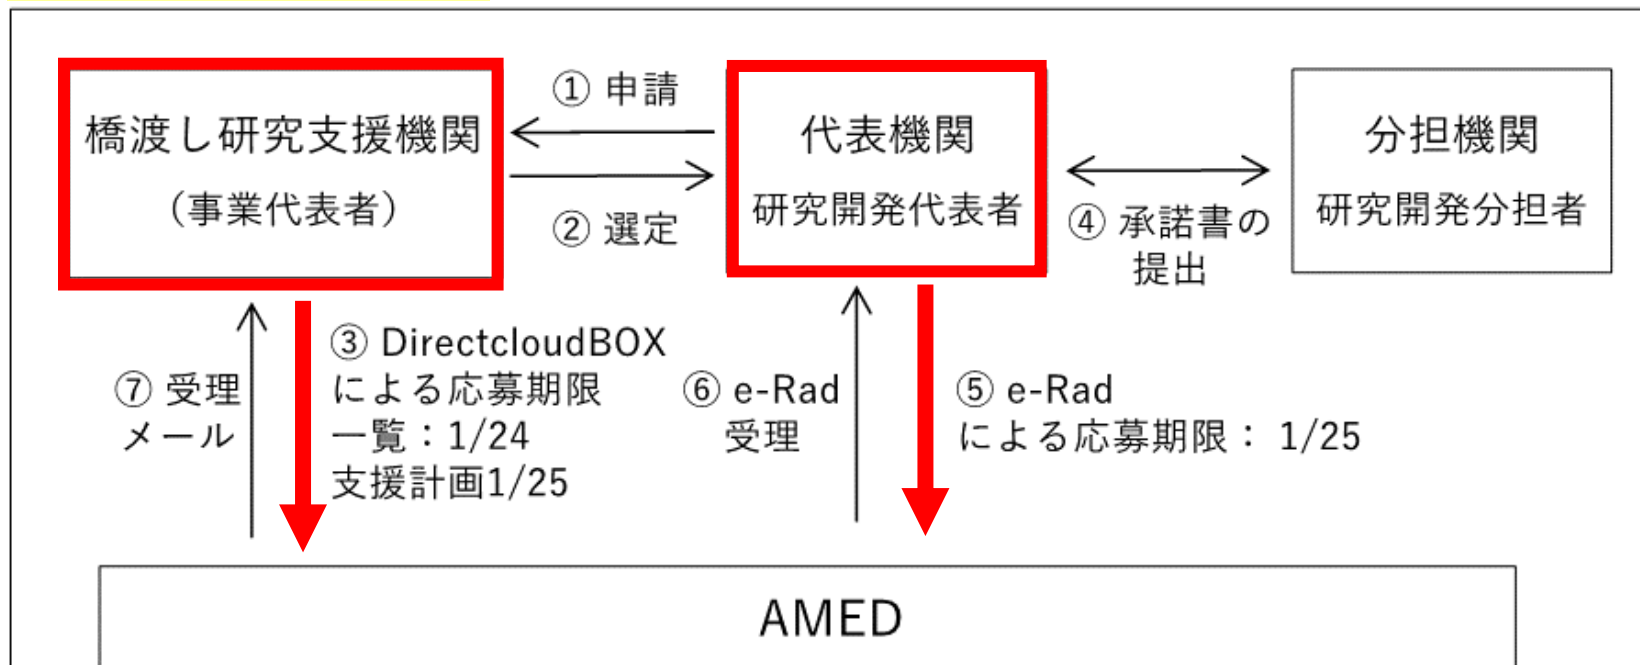 橋渡し研究支援機関
（事業代表者）
① 申請
② 選定
代表機関
研究開発代表者
④ 承諾書の
提出
分担機関
研究開発分担者
⑦ 受理
メール
③ DirectcloudBOX
による応募期限
一覧：1/24
支援計画1/25
⑥ e-Rad
受理
⑤ e-Rad
による応募期限： 1/25
AMED